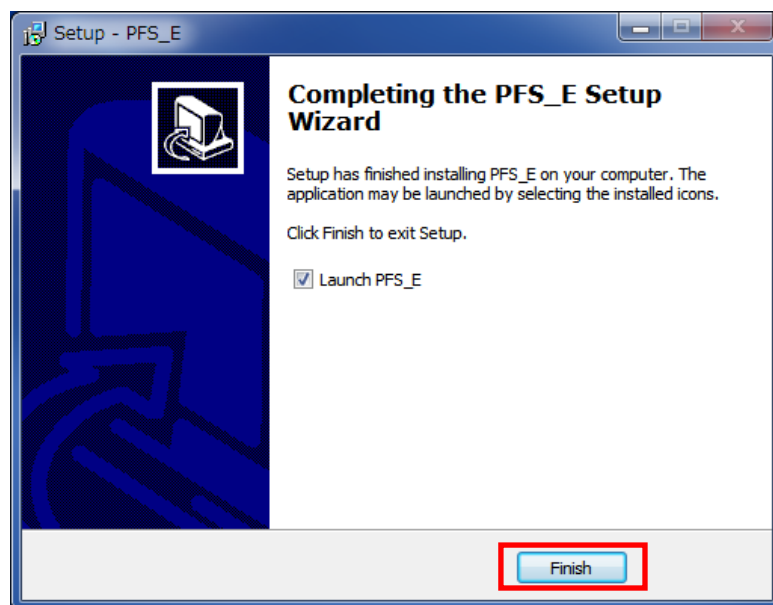 Setup - PFS_E
Completing the PFS_E Setup
Wizard
Setup has finished installing PFS_E on your computer. The
application may be launched by selecting the installed icons.
Click Finish to exit Setup.
Launch PFS_E
Finish